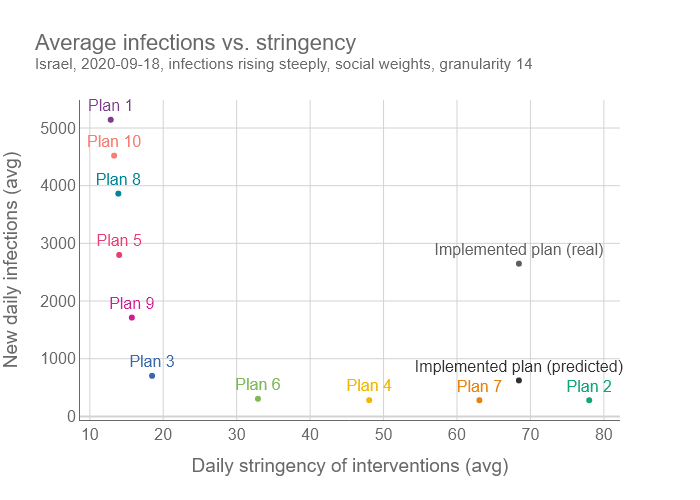 Average infections vs. stringency
Israel, 2020-09-18, infections rising steeply, social weights, granularity 14
Plan 1
5000
Plan 10
Plan 8
4000
Plan 5
3000
Implemented plan (real)
Plan 9
2000
Plan 3
1000
Implemented plan (predicted)
Plan 6
Plan 4
Plan 7
Plan 2
0
10 20 30 40 50 60 70 80
New daily infections (avg)
Daily stringency of interventions (avg)